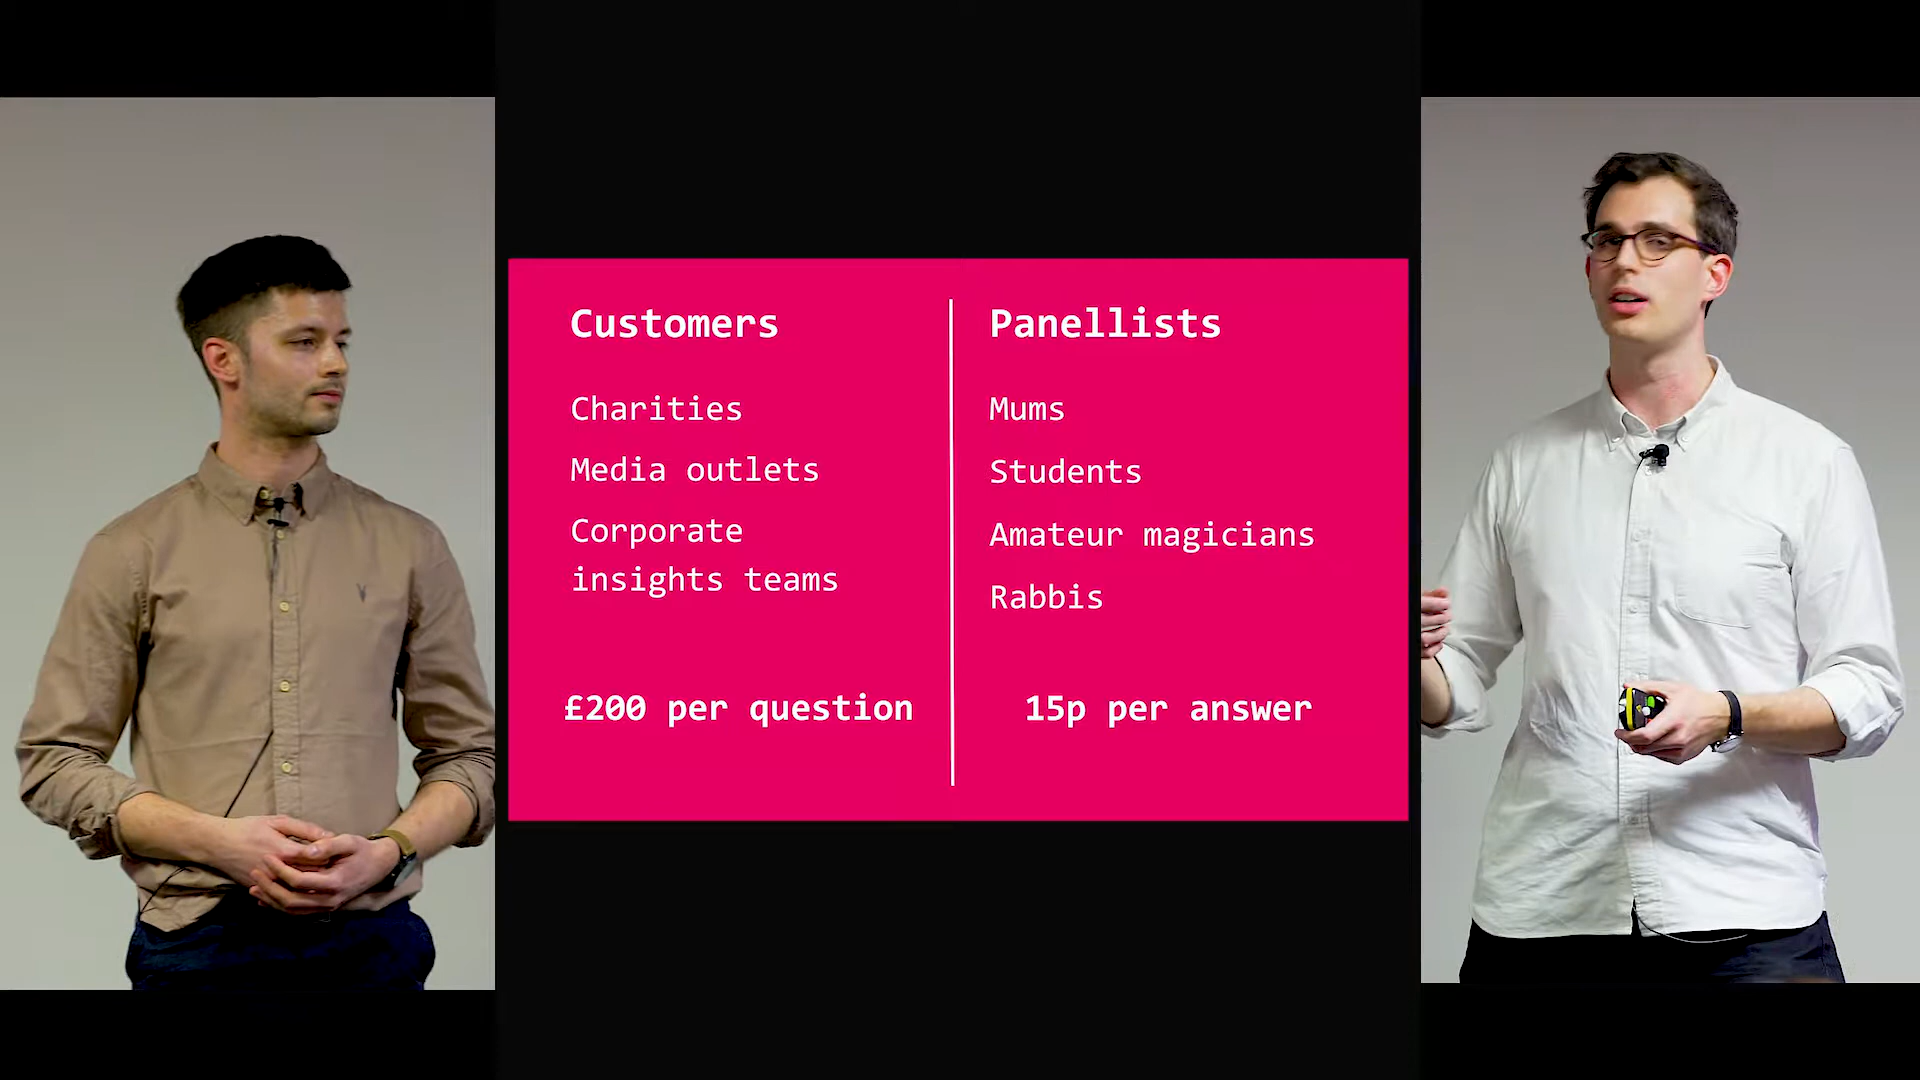 Customers
Charities
Media outlets
Corporate
insights teams
£200 per question
Panellists
Mums
Students
Amateur magicians
Rabbis
15p per answer